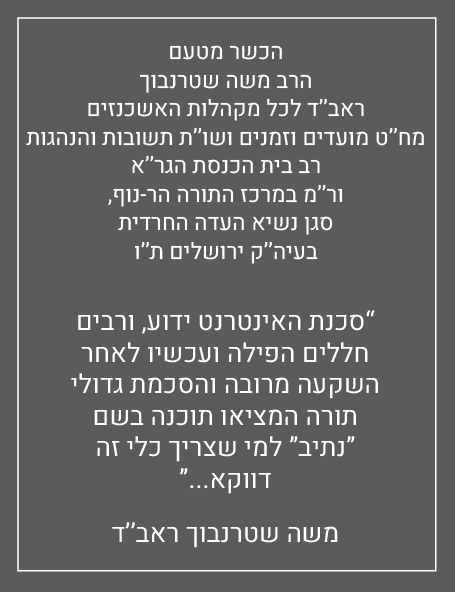 הכשר מטעם
הרב משה שטרנבוך
ראב”ד לכל מקהלות האשכנזים
מח”ט מועדים וזמנים ושו”ת תשובות והנהגות
רב בית הכנסת הגר”א
ור”מ במרכז התורה הר-נוף,
סגן נשיא העדה החרדית
בעיה”ק ירושלים ת”ו
“סכנת האינטרנט ידוע, ורבים
חללים הפילה ועכשיו לאחר
השקעה מרובה והסכמת גדולי
תורה המציאו תוכנה בשם
”נתיב” למי שצריך כלי זה
דווקא...”
משה שטרנבוך ראב”ד